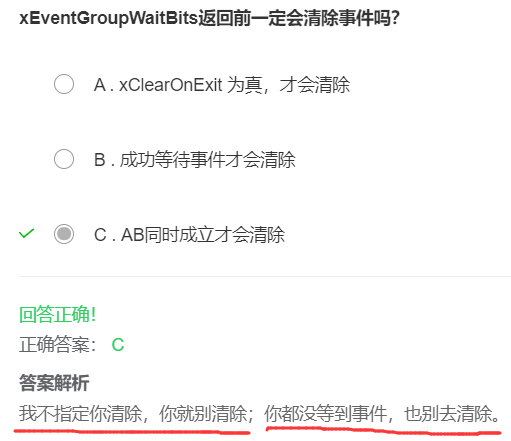 xEventGroupWaitBits返回前一定会清除事件吗?
A . xClearOnExit 为真，才会清除
B . 成功等待事件才会清除
C . AB同时成立才会清除
回答正确!
正确答案： C
答案解析
我不指定你清除，你就别清除；你都没等到事件，也别去清除。